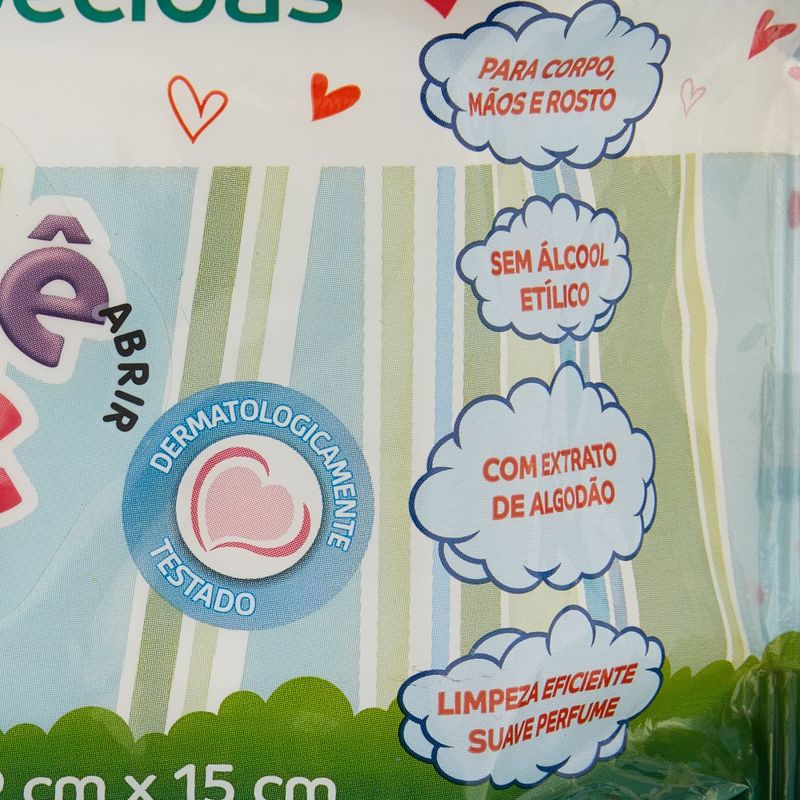 PARA CORPO,
MÃOS E ROSTO
SEM ÁLCOOL
ETÍLICO
ABRIR
DERMATOLOGICAMENTE
TESTADO
COM EXTRATO
DE ALGODÃO
LIMPEZA EFICIENTE
SUAVE PERFUME
cm x 15 cm